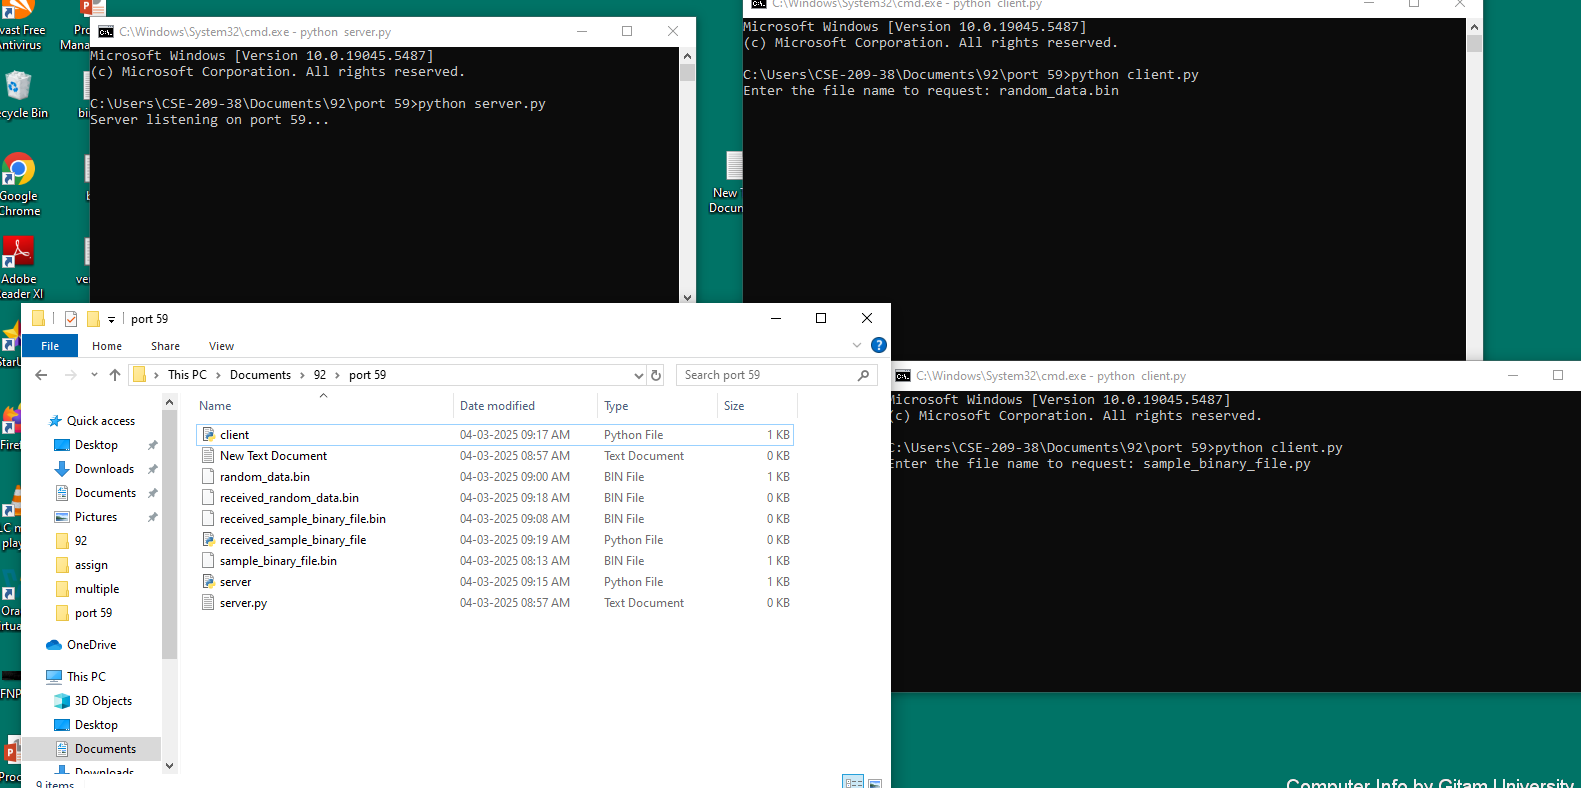 vast Free
Antivirus
Pro
Mana
ecycle Bin
bin
Google
Chrome
b
Adobe
eader XI
ve
Star
Firef
LC m
play
Ora
irtua
FNP
Proc
C:\Windows\System32\cmd.exe - python server.py
Microsoft Windows [Version 10.0.19045.5487]
(c) Microsoft Corporation. All rights reserved.
C:\Users\CSE-209-38\Documents\92\port 59>python server.py
Server listening on port 59...
New T
Docum
C:\Windows\System32\cmd.exe - python client.py
Microsoft Windows [Version 10.0.19045.5487]
(c) Microsoft Corporation. All rights reserved.
C:\Users\CSE-209-38\Documents\92\port 59>python client.py
Enter the file name to request: random_data.bin
port 59
File Home Share View
This PC > Documents > 92 > port 59
Search port 59
Quick access
Desktop
Downloads
Documents
Pictures
92
assign
multiple
port 59
OneDrive
This PC
3D Objects
Desktop
Documents
Downloads
Name Date modified Type Size
client 04-03-2025 09:17 AM Python File 1 KB
New Text Document 04-03-2025 08:57 AM Text Document 0 KB
random_data.bin 04-03-2025 09:00 AM BIN File 1 KB
received_random_data.bin 04-03-2025 09:18 AM BIN File 0 KB
received_sample_binary_file.bin 04-03-2025 09:08 AM BIN File 0 KB
received_sample_binary_file 04-03-2025 09:19 AM Python File 0 KB
sample_binary_file.bin 04-03-2025 08:13 AM BIN File 1 KB
server 04-03-2025 09:15 AM Python File 1 KB
server.py 04-03-2025 08:57 AM Text Document 0 KB
9 items
C:\Windows\System32\cmd.exe - python client.py
Microsoft Windows [Version 10.0.19045.5487]
(c) Microsoft Corporation. All rights reserved.
C:\Users\CSE-209-38\Documents\92\port 59>python client.py
Enter the file name to request: sample_binary_file.py
Computer Info by Gitam University